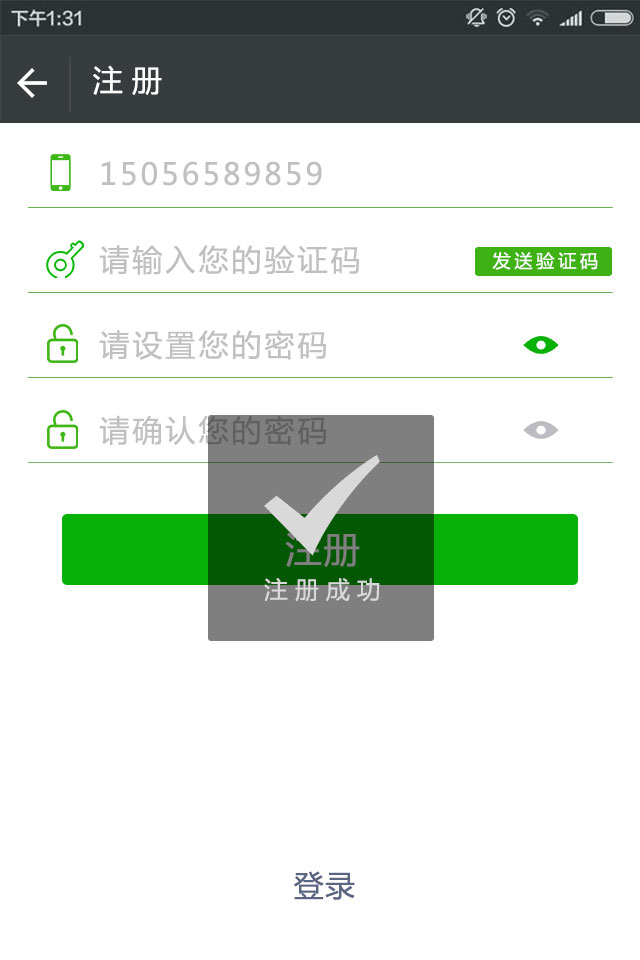 下午1:31
注册
15056589859
请输入您的验证码 发送验证码
请设置您的密码
请确认您的密码
注册
注册成功
登录